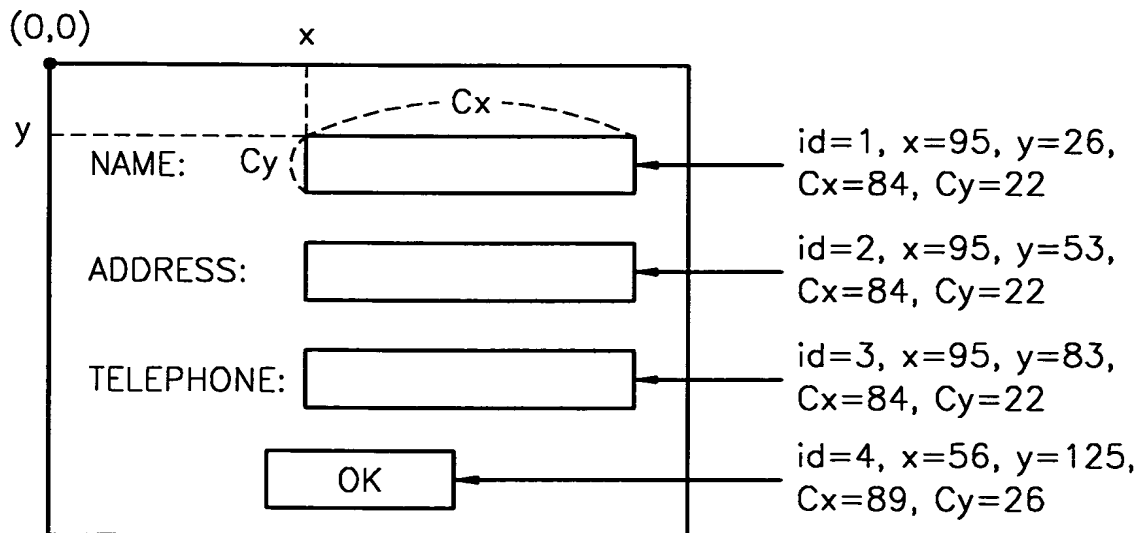 (0,0)
x
Cx
y
NAME:
Cy
id=1, x=95, y=26,
Cx=84, Cy=22
ADDRESS:
id=2, x=95, y=53,
Cx=84, Cy=22
TELEPHONE:
id=3, x=95, y=83,
Cx=84, Cy=22
OK
id=4, x=56, y=125,
Cx=89, Cy=26